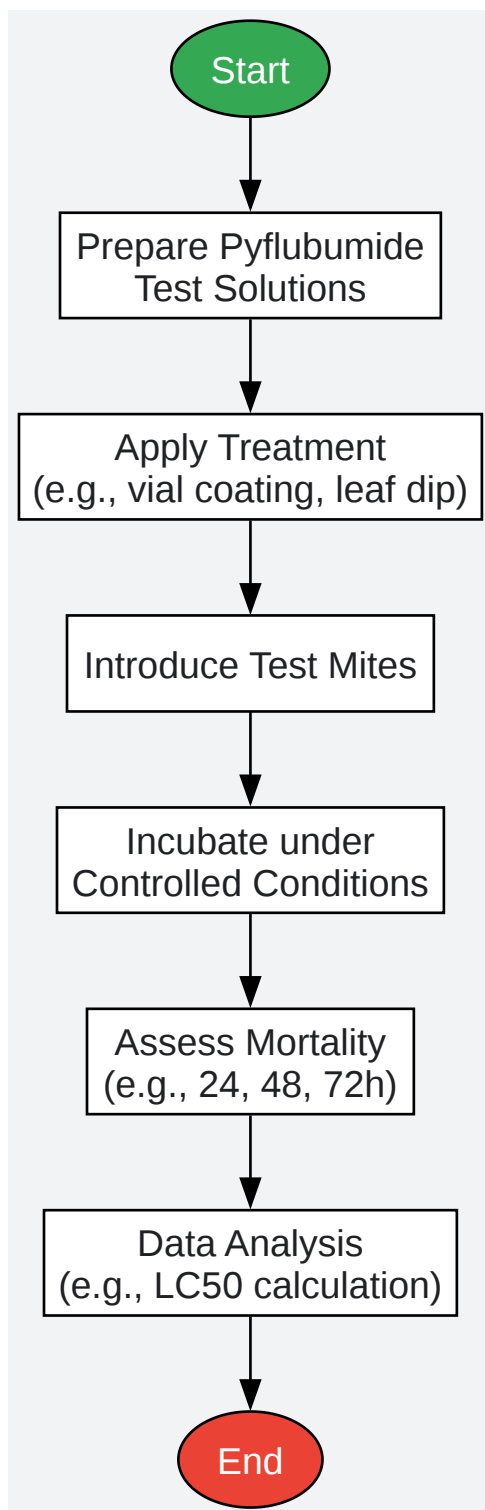 Start
Prepare Pyflubumide
Test Solutions
Apply Treatment
(e.g., vial coating, leaf dip)
Introduce Test Mites
Incubate under
Controlled Conditions
Assess Mortality
(e.g., 24, 48, 72h)
Data Analysis
(e.g., LC50 calculation)
End